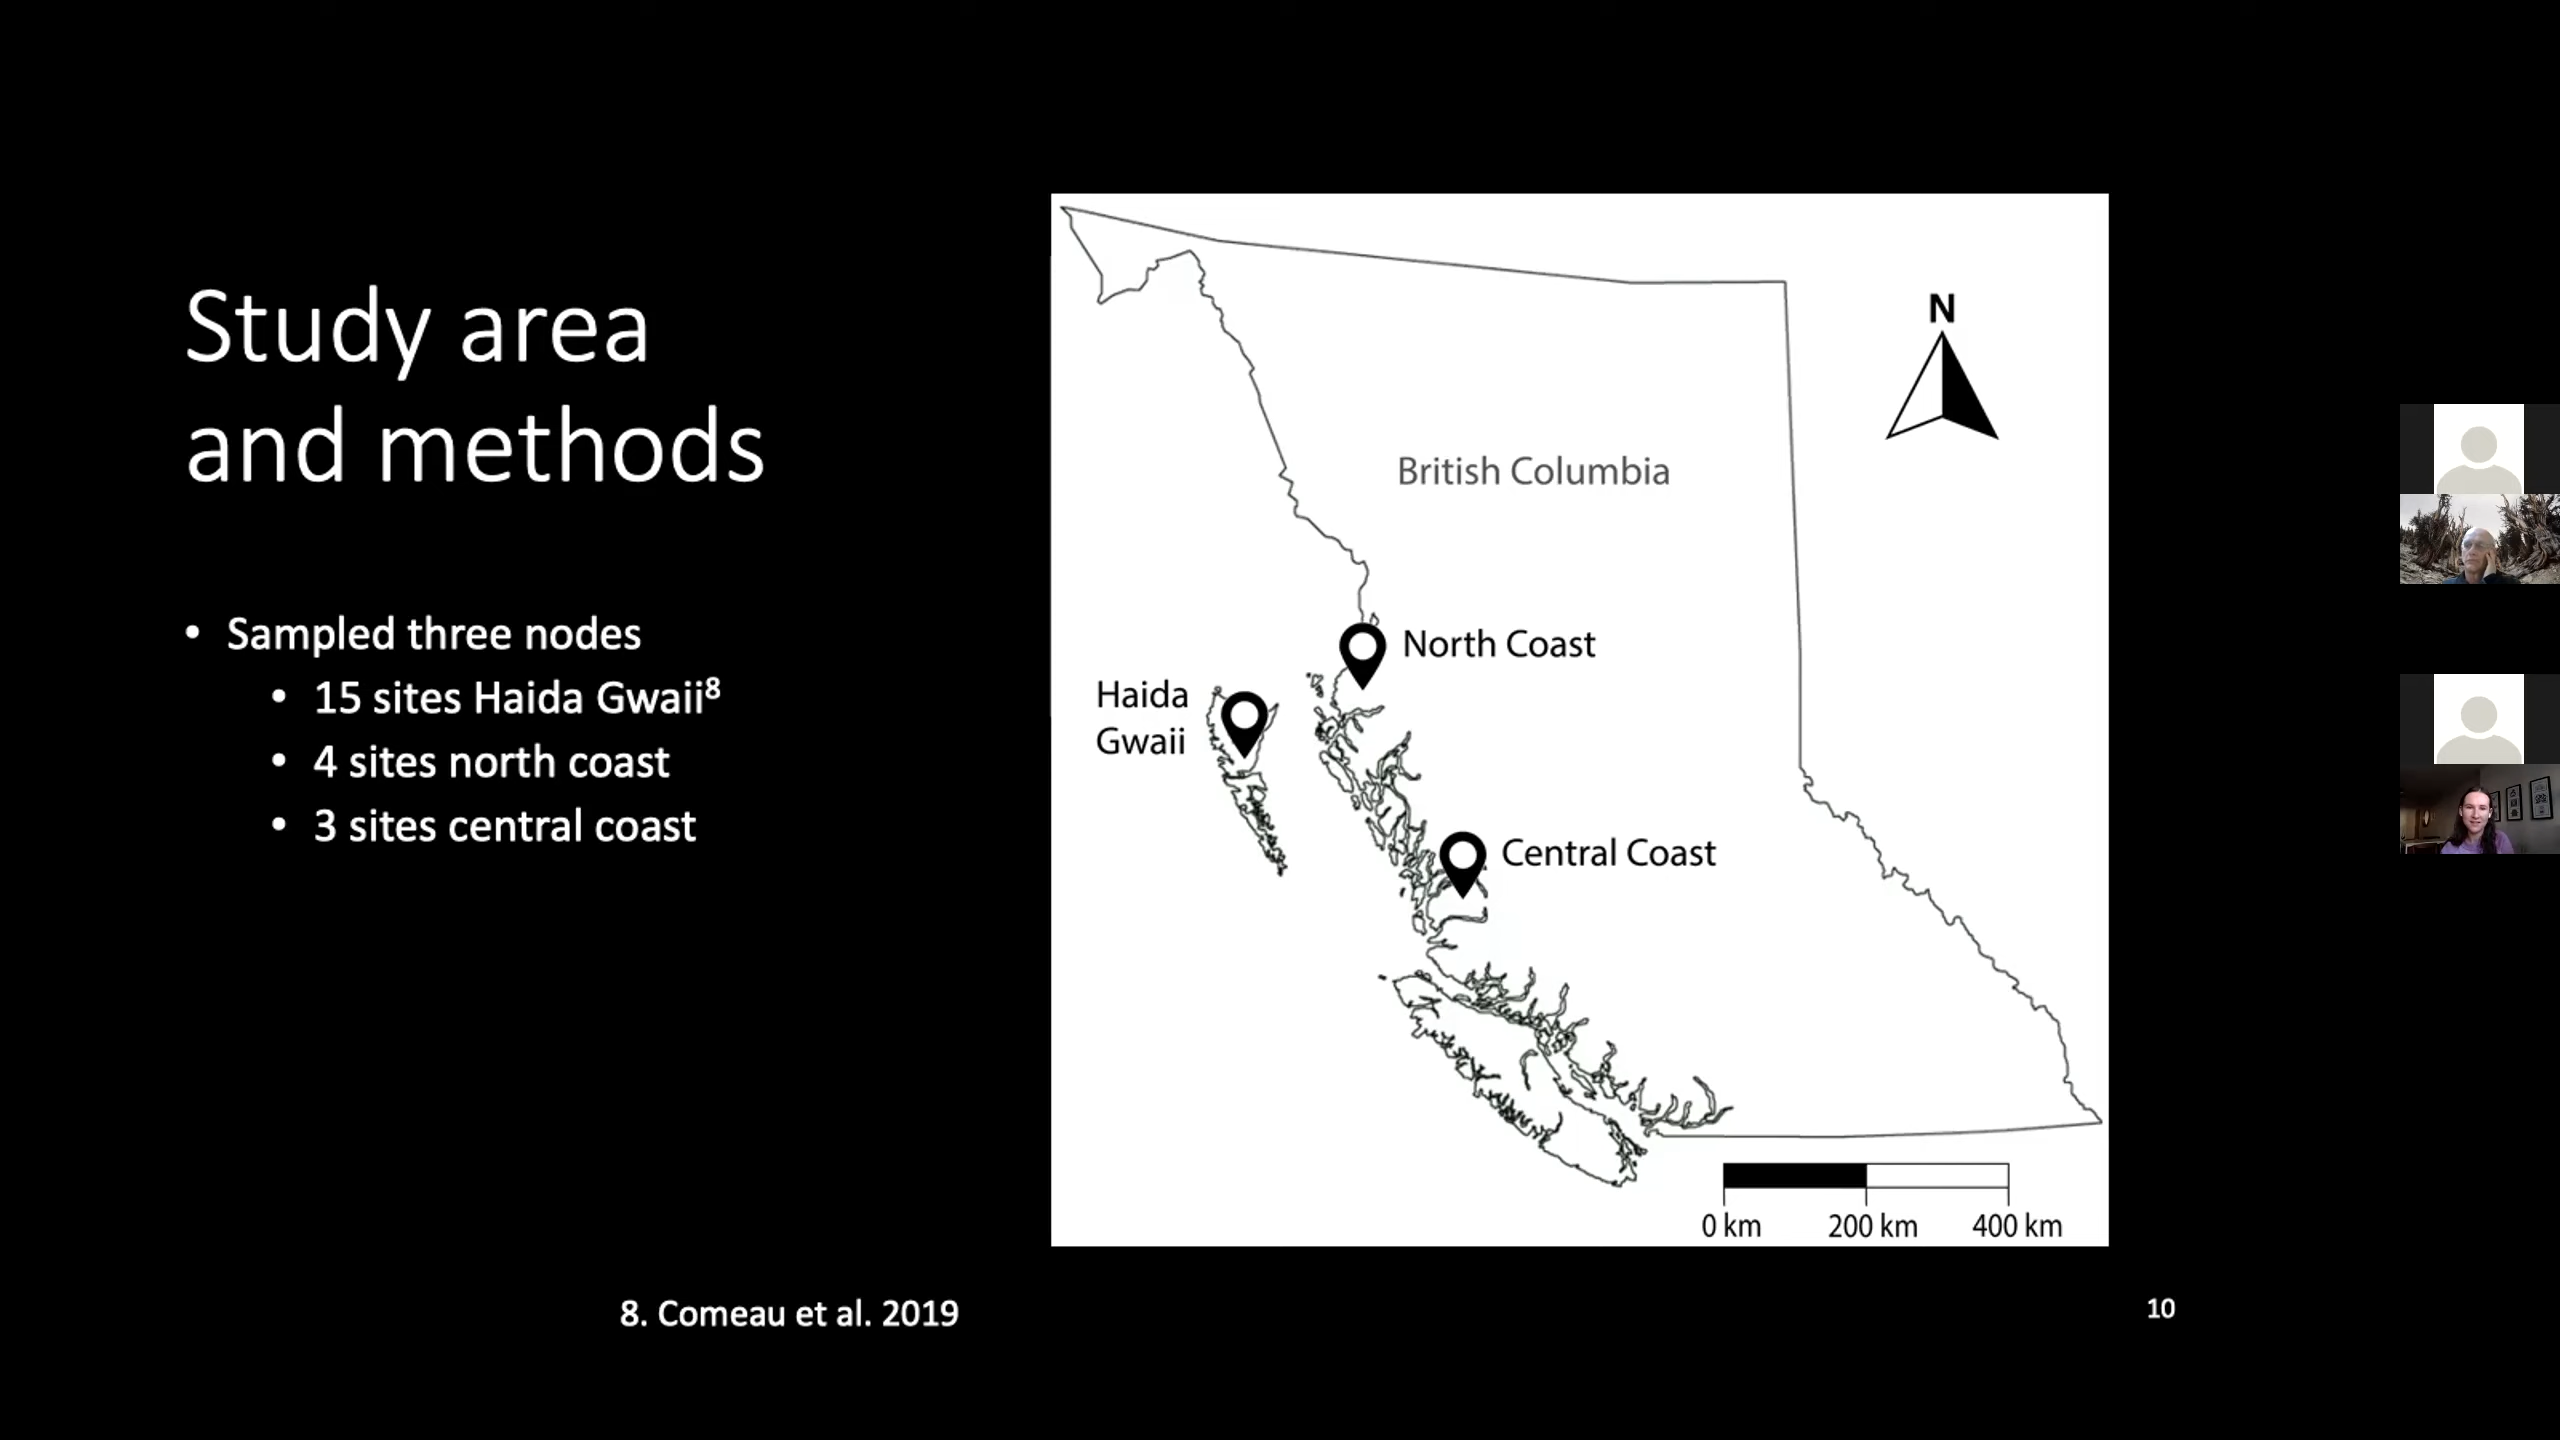 Study area
and methods
• Sampled three nodes
• 15 sites Haida Gwaii⁸
• 4 sites north coast
• 3 sites central coast
N
British Columbia
North Coast
Haida
Gwaii
Central Coast
0 km 200 km 400 km
8. Comeau et al. 2019
10